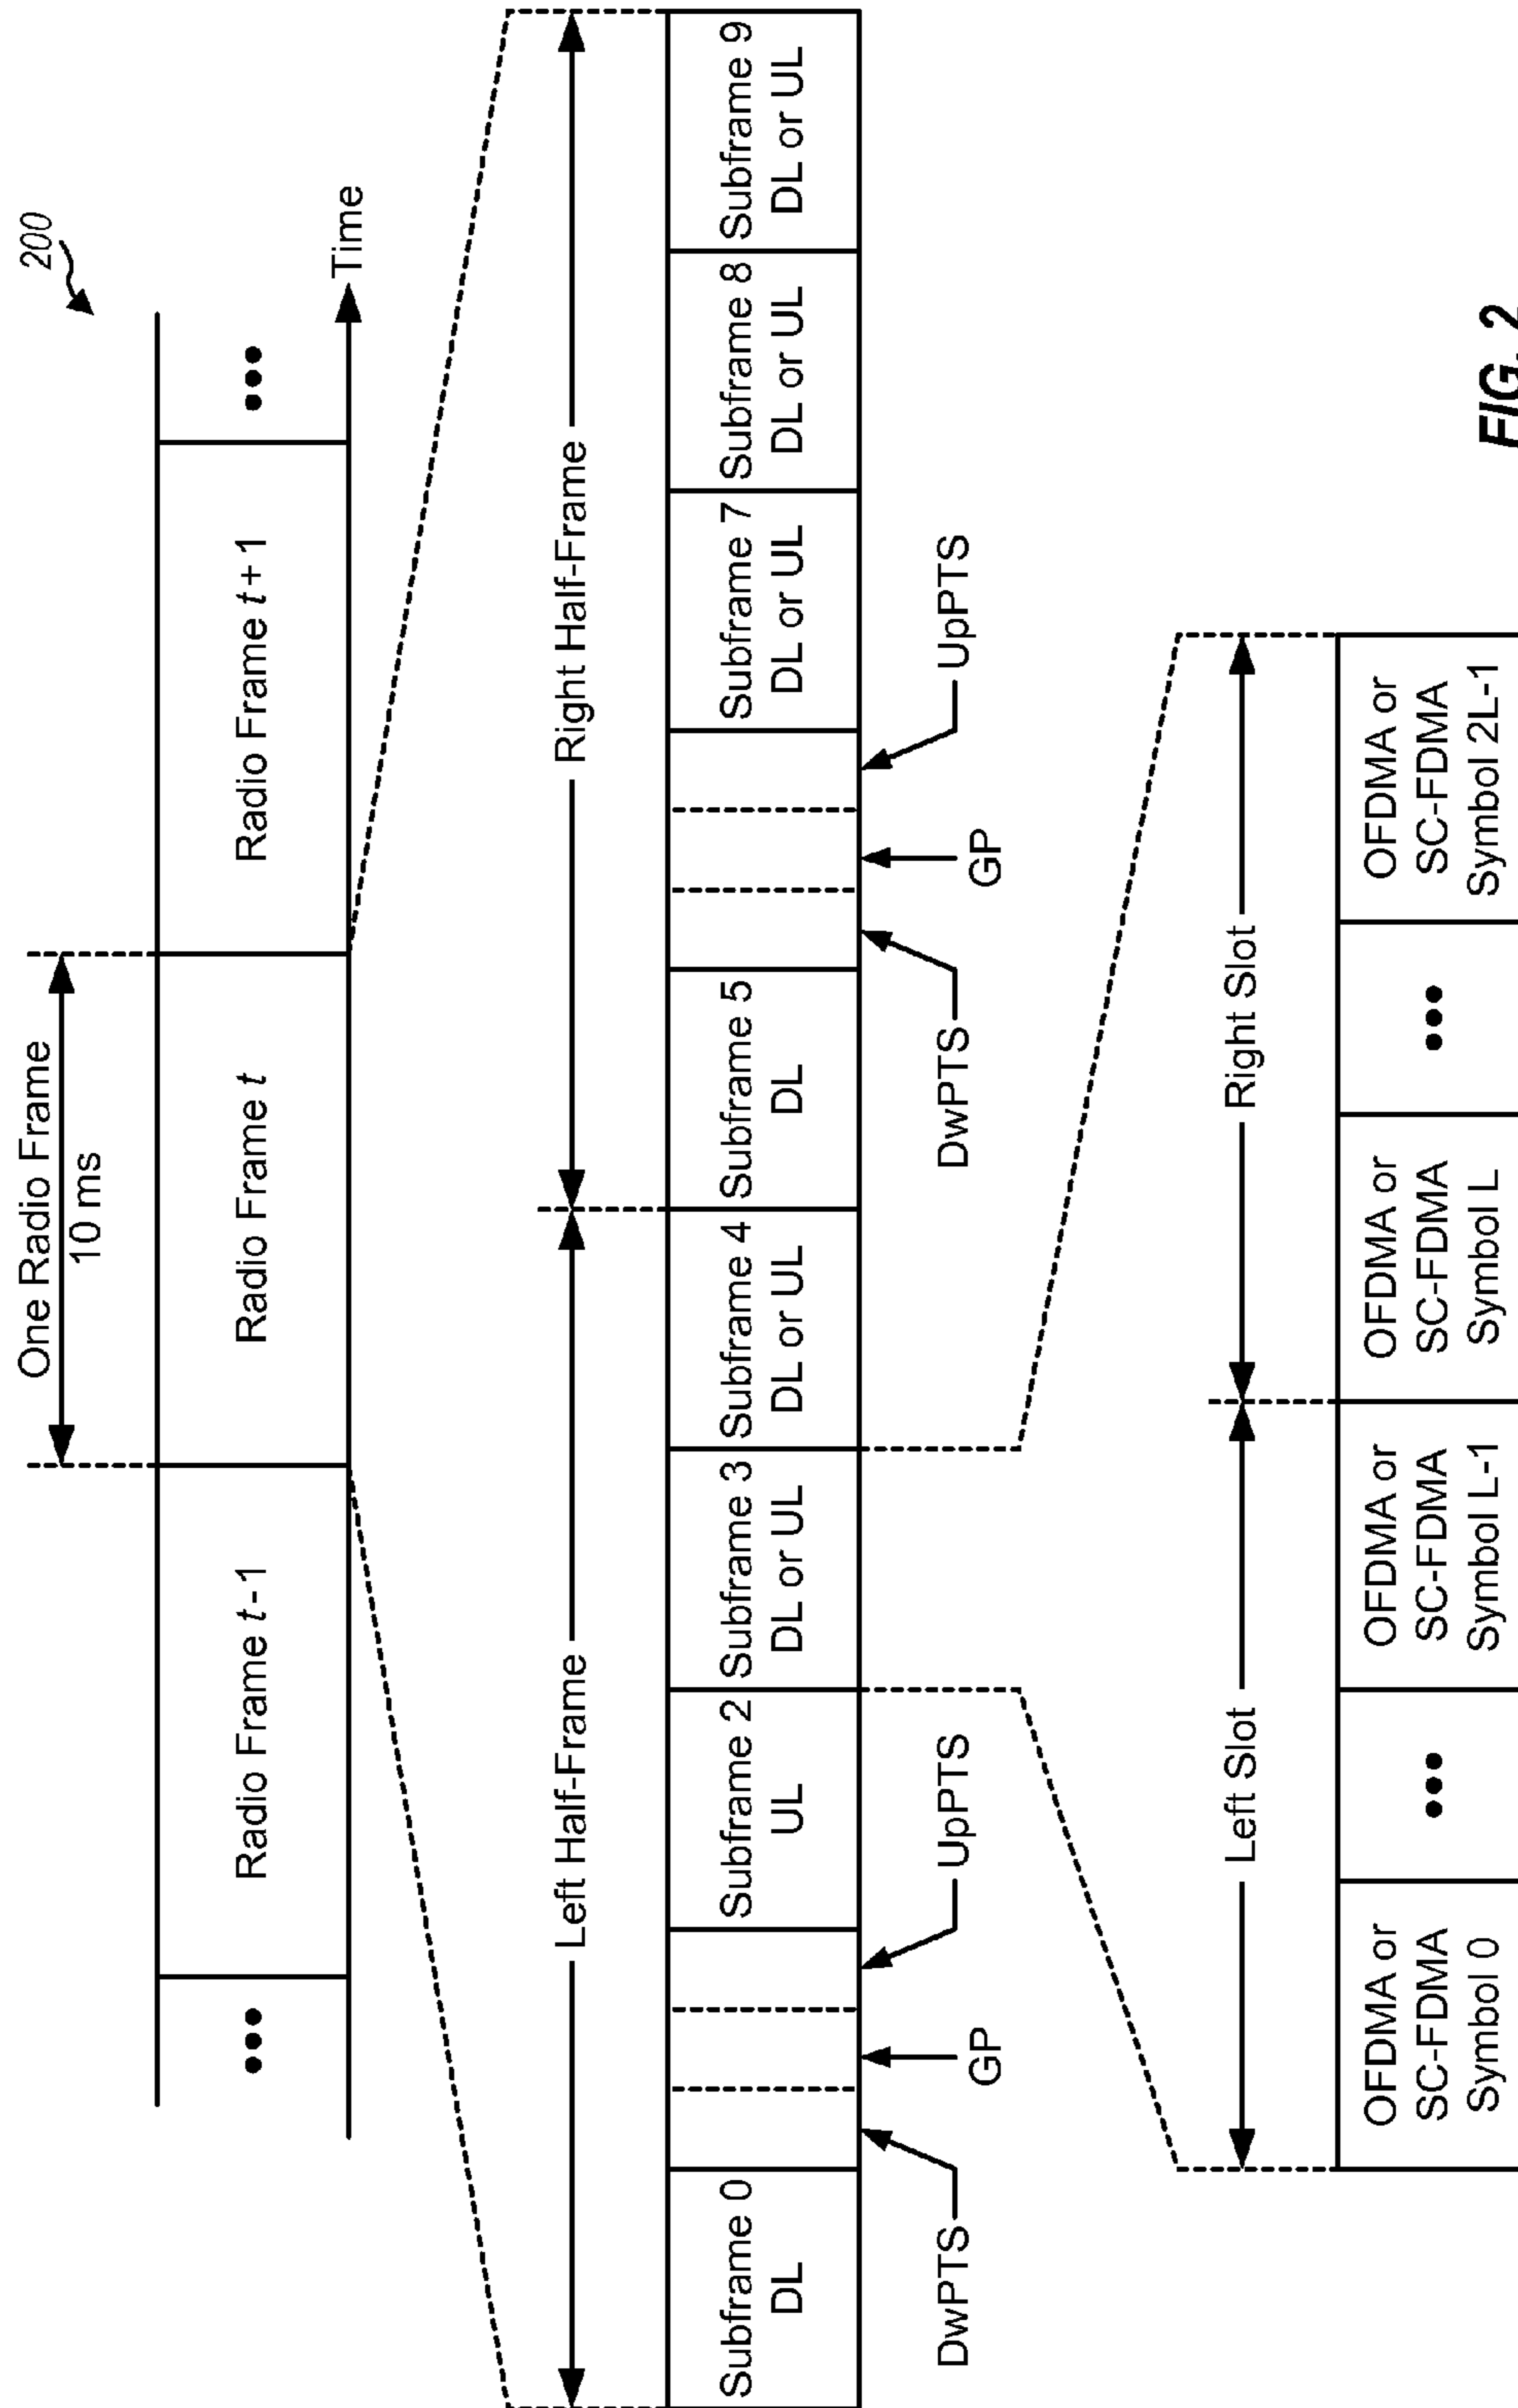 200
One Radio Frame
10 ms
•••
Radio Frame t-1
Radio Frame t
Radio Frame t+1
•••
Time
Left Half-Frame
Right Half-Frame
Subframe 0
DL
Subframe 2
UL
Subframe 3
DL or UL
Subframe 4
DL or UL
Subframe 5
DL
Subframe 7
DL or UL
Subframe 8
DL or UL
Subframe 9
DL or UL
DwPTS
GP
UpPTS
DwPTS
GP
UpPTS
Left Slot
Right Slot
OFDMA or
SC-FDMA
Symbol 0
•••
OFDMA or
SC-FDMA
Symbol L-1
OFDMA or
SC-FDMA
Symbol L
•••
OFDMA or
SC-FDMA
Symbol 2L-1
FIG. 2